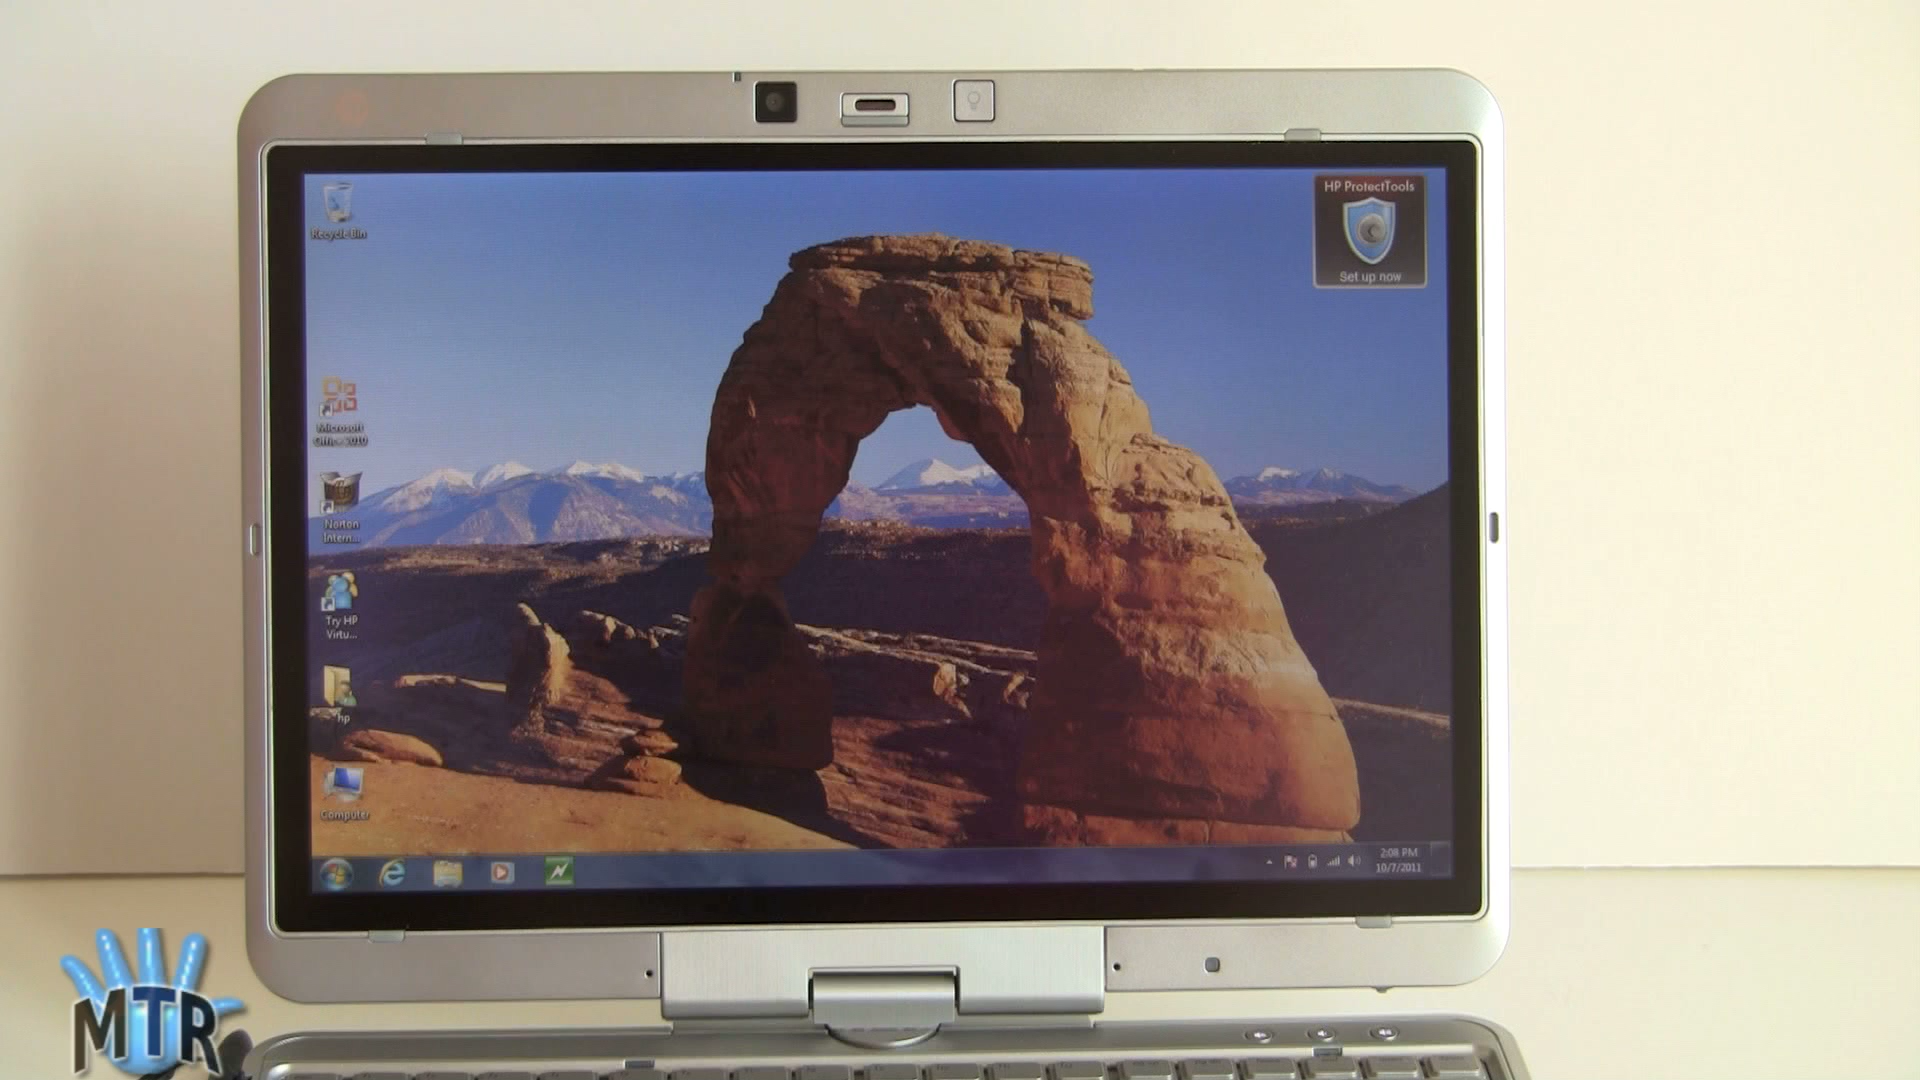 HP ProtectTools
Set up now
Recycle Bin
Microsoft
Office 2010
Norton
Intern...
Try HP
Virtu...
hp
Computer
2:08 PM
10/7/2011
MTR